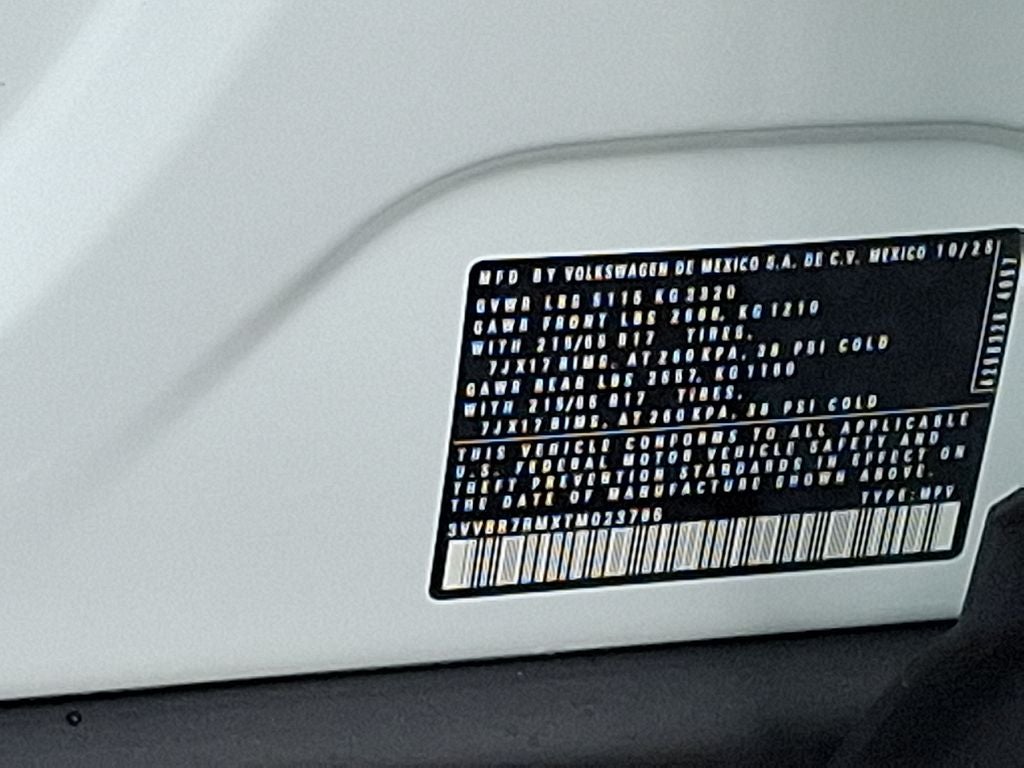 MFD BY VOLKSWAGEN DE MEXICO S.A. DE C.V. MEXICO 10/25
GVWR LBS 5115 KG 2320
GAWR FRONT LBS 2668, KG 1210
WITH 215/65 R17 TIRES,
7JX17 RIMS, AT 260 KPA, 38 PSI COLD
GAWR REAR LBS 2557, KG 1160
WITH 215/65 R17 TIRES,
7JX17 RIMS, AT 260 KPA, 38 PSI COLD
THIS VEHICLE CONFORMS TO ALL APPLICABLE
U.S. FEDERAL MOTOR VEHICLE SAFETY AND
THEFT PREVENTION STANDARDS IN EFFECT ON
THE DATE OF MANUFACTURE SHOWN ABOVE.
TYPE: MPV